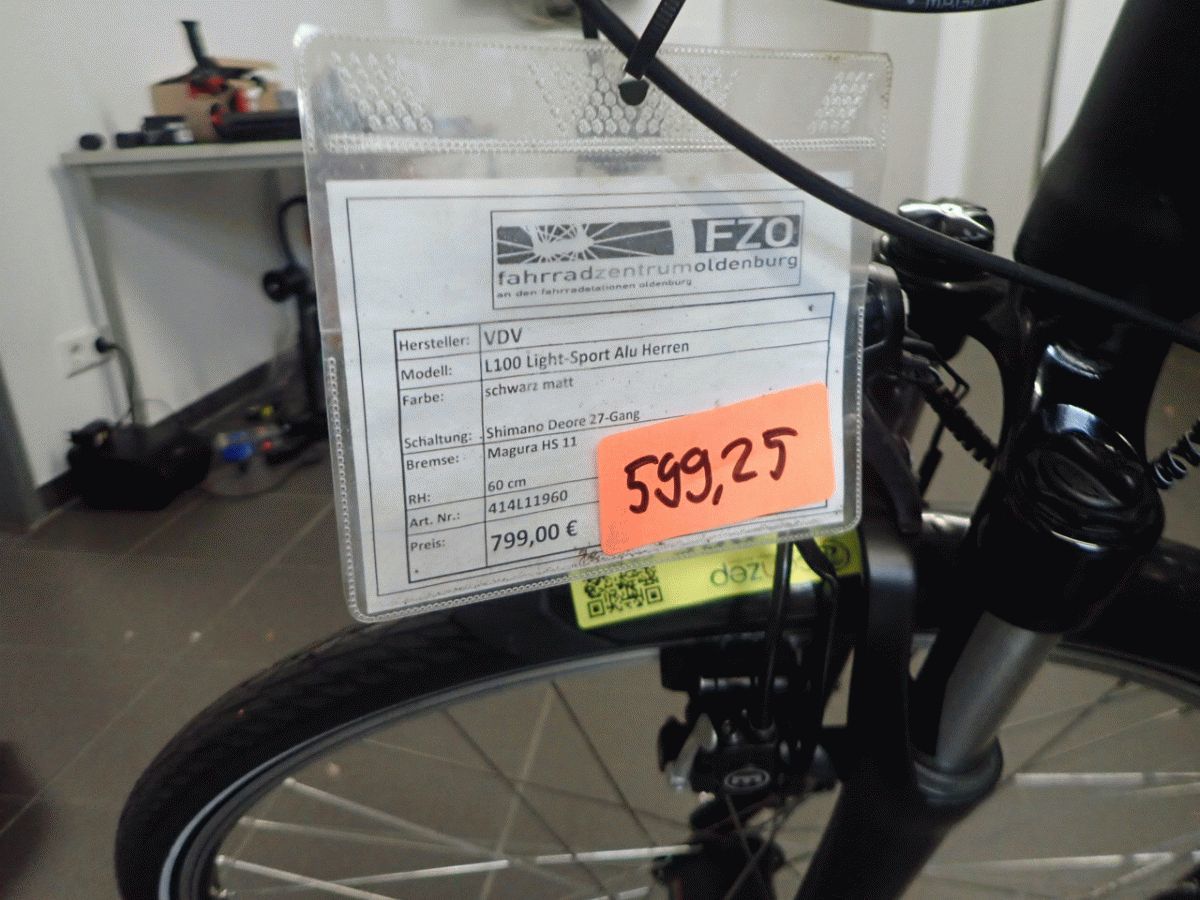 FZO
fahrradzentrumoldenburg
an den fahrradstationen oldenburg
Hersteller: VDV
Modell: L100 Light-Sport Alu Herren
Farbe: schwarz matt
Schaltung: Shimano Deore 27-Gang
Bremse: Magura HS 11
RH: 60 cm
Art. Nr.: 414L11960
Preis: 799,00 €
599,25